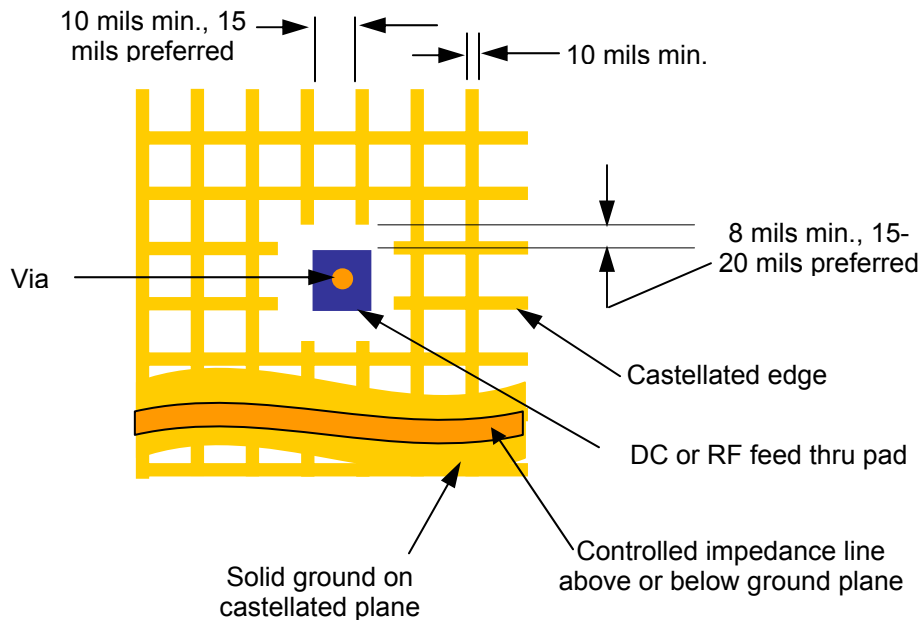 10 mils min., 15
mils preferred
10 mils min.
8 mils min., 15-
20 mils preferred
Via
Castellated edge
DC or RF feed thru pad
Controlled impedance line
above or below ground plane
Solid ground on
castellated plane